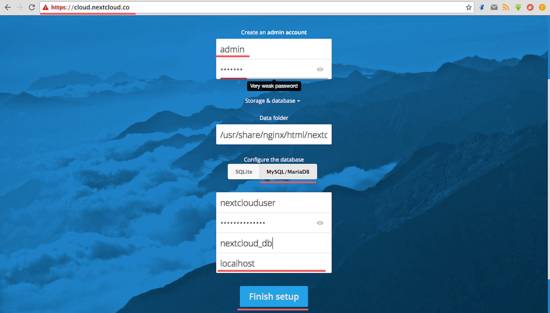 https://cloud.nextcloud.co
Create an admin account
admin
•••••••
Very weak password
Storage & database
Data folder
/usr/share/nginx/html/nextc
Configure the database
SQLite MySQL/MariaDB
nextclouduser
••••••••••••••
nextcloud_db
localhost
Finish setup